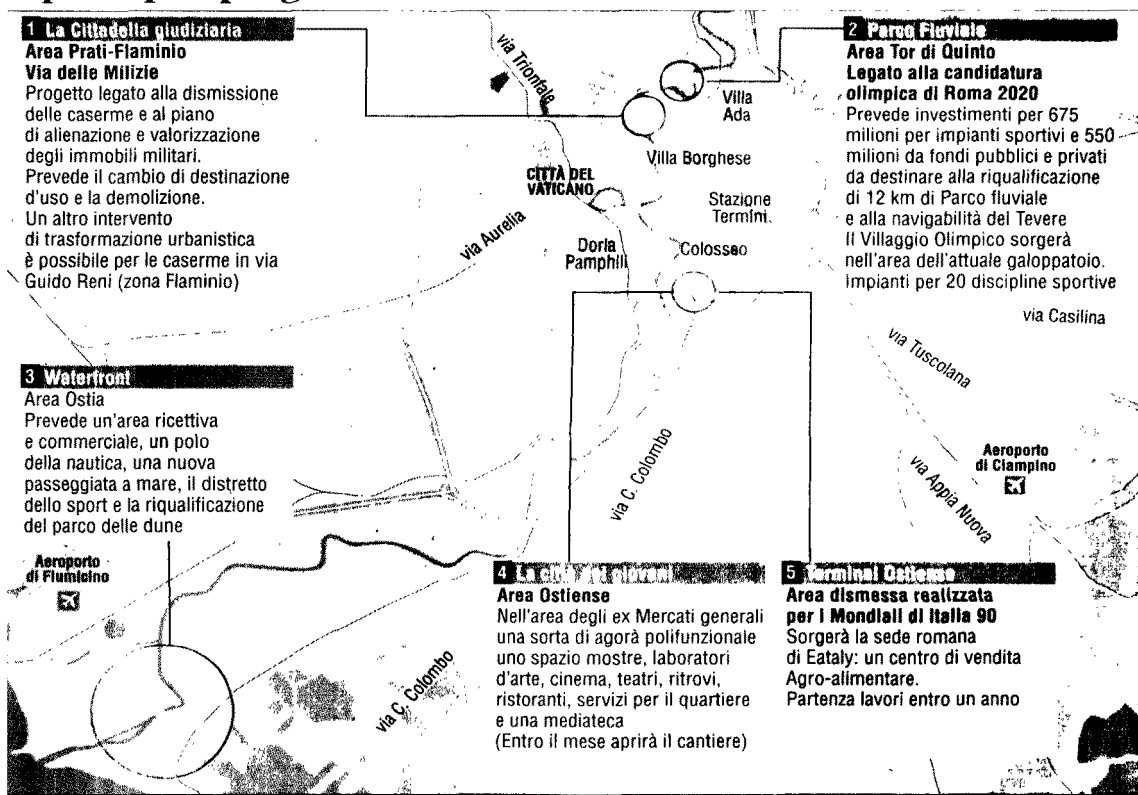 1 La Cittadella giudiziaria
Area Prati-Flaminio
Via delle Milizie
Progetto legato alla dismissione
delle caserme e al piano
di alienazione e valorizzazione
degli immobili militari.
Prevede il cambio di destinazione
d'uso e la demolizione.
Un altro intervento
di trasformazione urbanistica
è possibile per le caserme in via
Guido Reni (zona Flaminio)
2 Parco Fluviale
Area Tor di Quinto
Legato alla candidatura
olimpica di Roma 2020
Prevede investimenti per 675
milioni per impianti sportivi e 550
milioni da fondi pubblici e privati
da destinare alla riqualificazione
di 12 km di Parco fluviale
e alla navigabilità del Tevere
Il Villaggio Olimpico sorgerà
nell'area dell'attuale galoppatoio.
Impianti per 20 discipline sportive
via Trionfale
Villa
Ada
Villa Borghese
CITTÀ DEL
VATICANO
Stazione
Termini
via Aurelia
Doria
Pamphili
Colosseo
via Casilina
via Tuscolana
3 Waterfront
Area Ostia
Prevede un'area ricettiva
e commerciale, un polo
della nautica, una nuova
passeggiata a mare, il distretto
dello sport e la riqualificazione
del parco delle dune
via C. Colombo
Aeroporto
di Ciampino
via Appia Nuova
Aeroporto
di Fiumicino
via C. Colombo
4 La città dei giovani
Area Ostiense
Nell'area degli ex Mercati generali
una sorta di agorà polifunzionale
uno spazio mostre, laboratori
d'arte, cinema, teatri, ritrovi,
ristoranti, servizi per il quartiere
e una mediateca
(Entro il mese aprirà il cantiere)
5 Terminal Ostiense
Area dismessa realizzata
per i Mondiali di Italia 90
Sorgerà la sede romana
di Eataly: un centro di vendita
Agro-alimentare.
Partenza lavori entro un anno